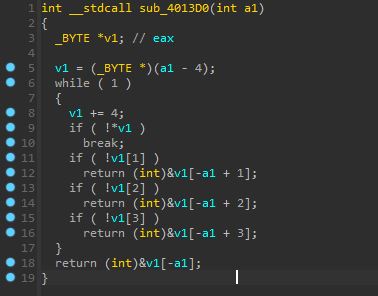 1 int __stdcall sub_4013D0(int a1)
2 {
3   _BYTE *v1; // eax
4
5   v1 = (_BYTE *)(a1 - 4);
6   while ( 1 )
7   {
8     v1 += 4;
9     if ( !*v1 )
10       break;
11     if ( !v1[1] )
12       return (int)&v1[-a1 + 1];
13     if ( !v1[2] )
14       return (int)&v1[-a1 + 2];
15     if ( !v1[3] )
16       return (int)&v1[-a1 + 3];
17   }
18   return (int)&v1[-a1];
19 }